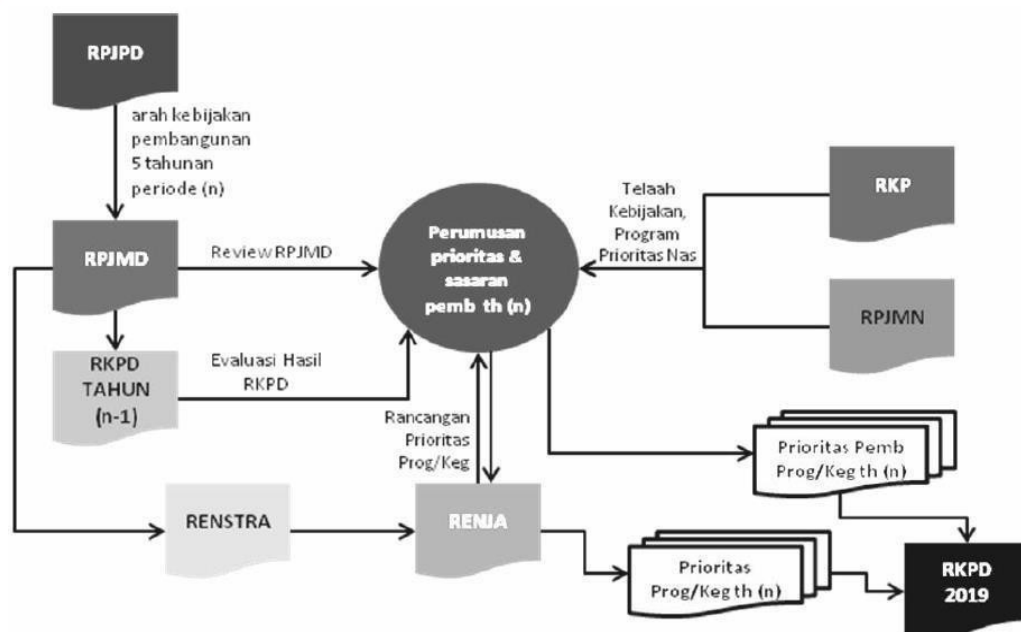 RPJPD
arah kebijakan
pembangunan
5 tahunan
periode (n)
RPJMD
Review RPJMD
Perumusan
prioritas &
sasaran
pemb th (n)
Telaah
Kebijakan,
Program
Prioritas Nas
RKP
RPJMN
RKPD
TAHUN
(n-1)
Evaluasi Hasil
RKPD
Rancangan
Prioritas
Prog/Keg
Prioritas Pemb
Prog/Keg th (n)
RENSTRA
RENJA
Prioritas
Prog/Keg th (n)
RKPD
2019